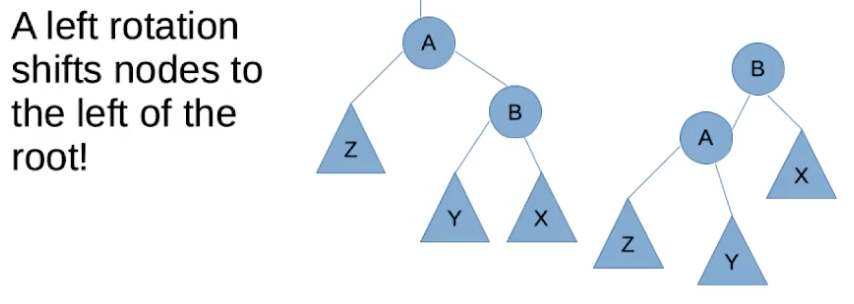 A left rotation
shifts nodes to
the left of the
root!
A
B
Z
Y
X
B
A
X
Z
Y